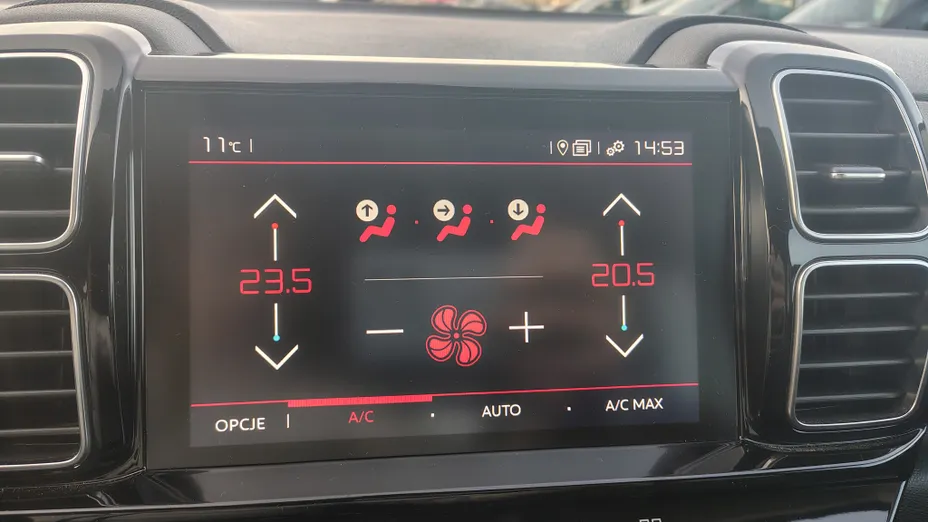 11°C
14:53
23.5
20.5
OPCJE
A/C
AUTO
A/C MAX